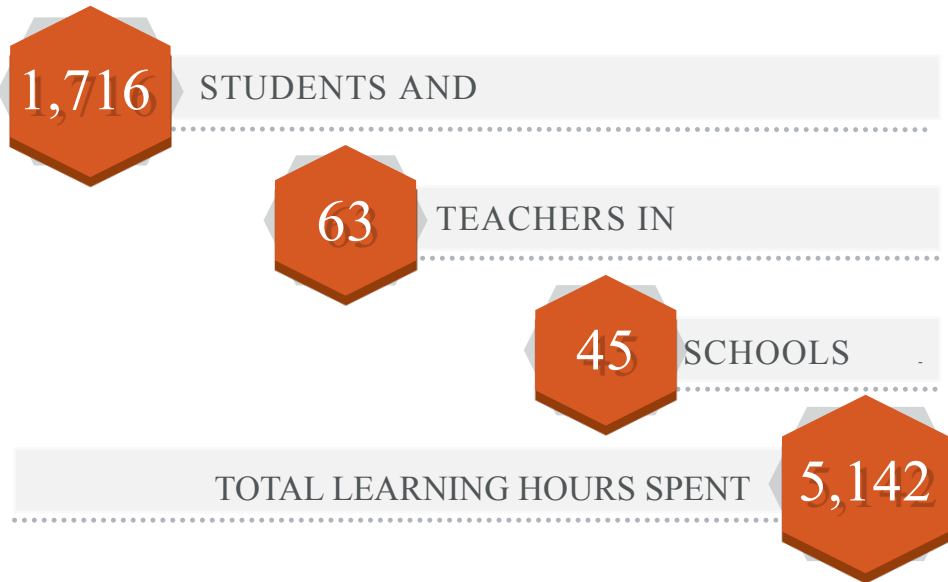 1,716 STUDENTS AND
63 TEACHERS IN
45 SCHOOLS -
TOTAL LEARNING HOURS SPENT 5,142